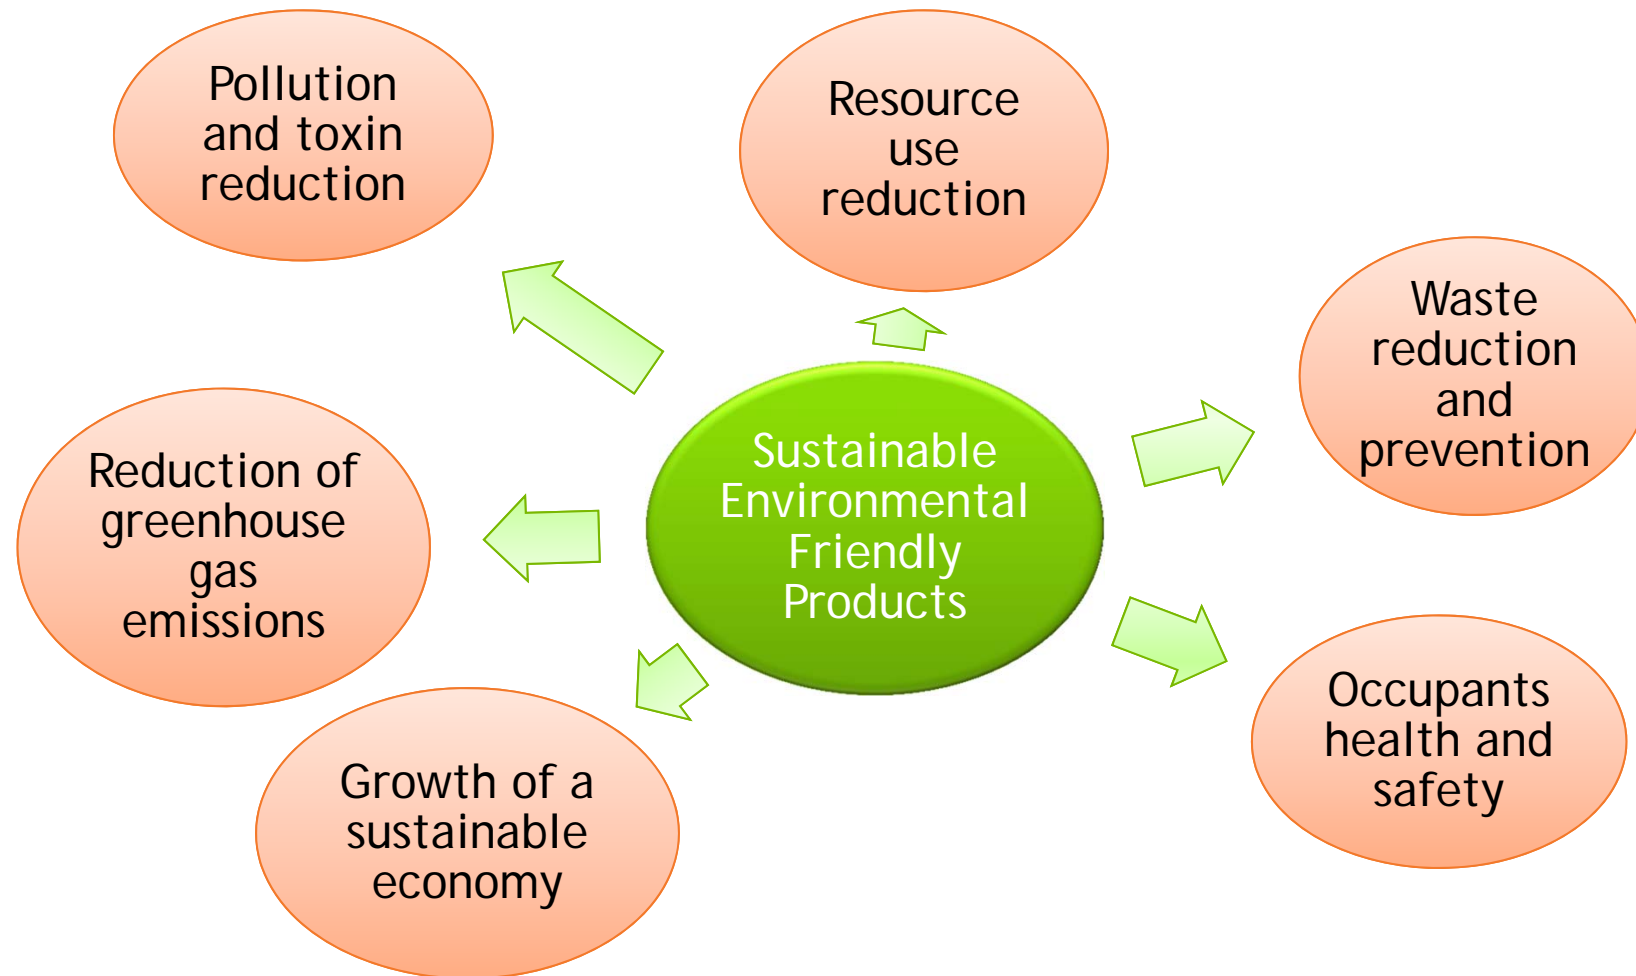 Pollution
and toxin
reduction
Resource
use
reduction
Waste
reduction
and
prevention
Sustainable
Environmental
Friendly
Products
Reduction of
greenhouse
gas
emissions
Occupants
health and
safety
Growth of a
sustainable
economy